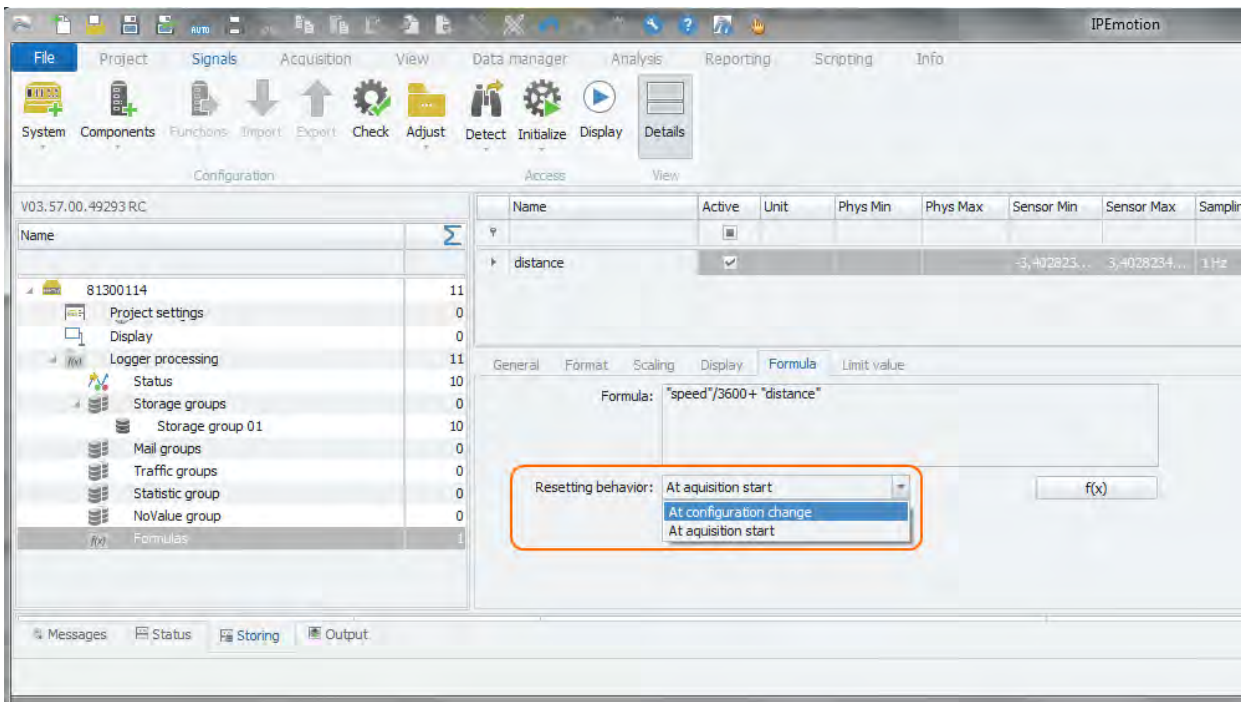 AUTO
IPEmotion
File Project Signals Acquisition View Data manager Analysis Reporting Scripting Info
System Components Functions Import Export Check Adjust Detect Initialize Display Details
Configuration Access View
V03.57.00.49293 RC
Name Active Unit Phys Min Phys Max Sensor Min Sensor Max Samplin
Name Σ
distance -3,402823... 3,4028234... 1 Hz
81300114 11
Project settings 0
Display 0
f(x) Logger processing 11
General Format Scaling Display Formula Limit value
Status 10
Formula: "speed"/3600+ "distance"
Storage groups 0
Storage group 01 10
Mail groups 0
Traffic groups 0
Resetting behavior: At aquisition start
f(x)
Statistic group 0
At configuration change
NoValue group 0
At aquisition start
f(x) Formulas 1
Messages Status Storing Output